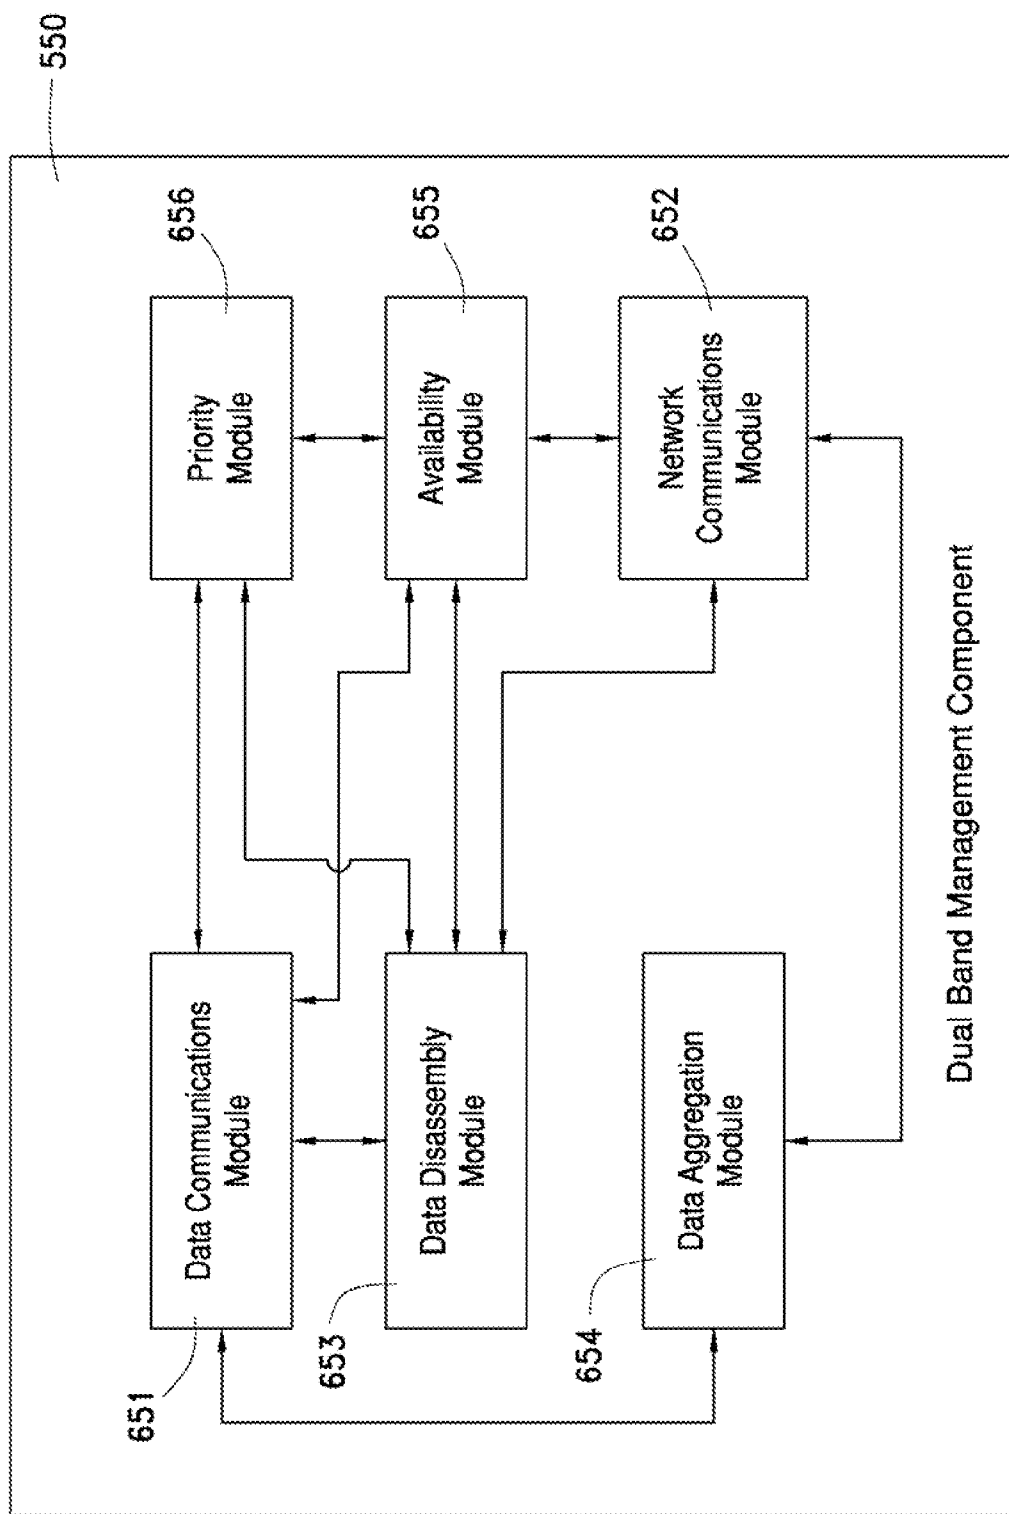 550
651
Data Communications
Module
656
Priority
Module
653
Data Disassembly
Module
655
Availability
Module
654
Data Aggregation
Module
652
Network
Communications
Module
Dual Band Management Component